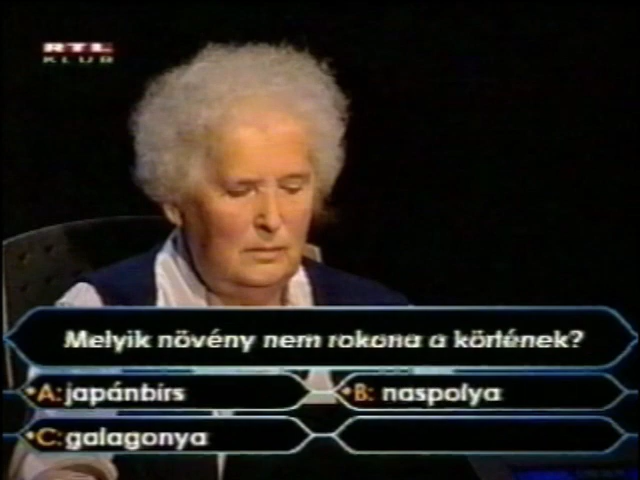 RTL
KLUB
Melyik növény nem rokona a körtének?
A: japánbirs
B: naspolya
C: galagonya